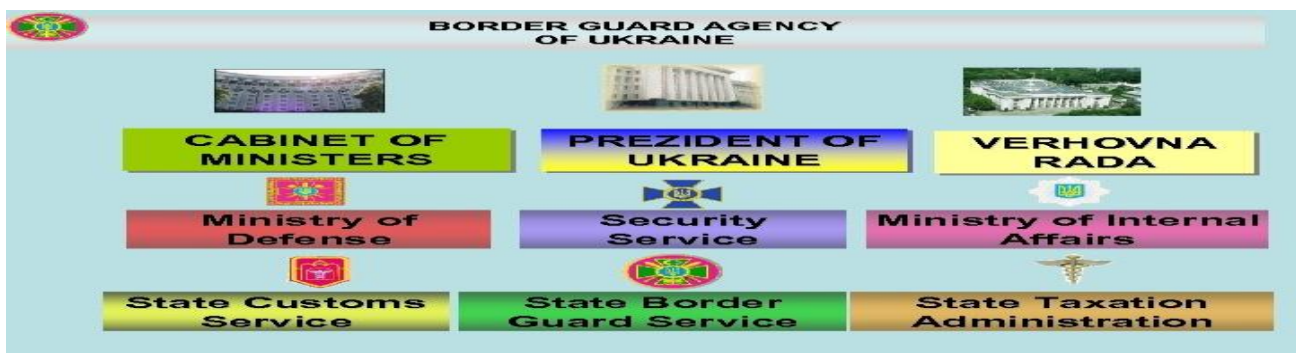 BORDER GUARD AGENCY
OF UKRAINE
CABINET OF
MINISTERS
PREZIDENT OF
UKRAINE
VERHOVNA
RADA
Ministry of
Defense
Security
Service
Ministry of Internal
Affairs
State Customs
Service
State Border
Guard Service
State Taxation
Administration